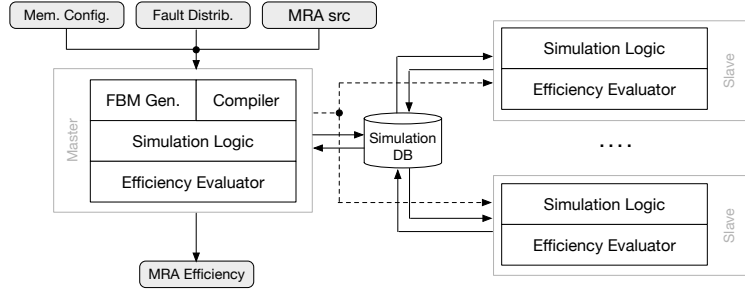 Mem. Config.
Fault Distrib.
MRA src
Master
FBM Gen.
Compiler
Simulation Logic
Efficiency Evaluator
MRA Efficiency
Simulation
DB
Simulation Logic
Efficiency Evaluator
Slave
....
Simulation Logic
Efficiency Evaluator
Slave